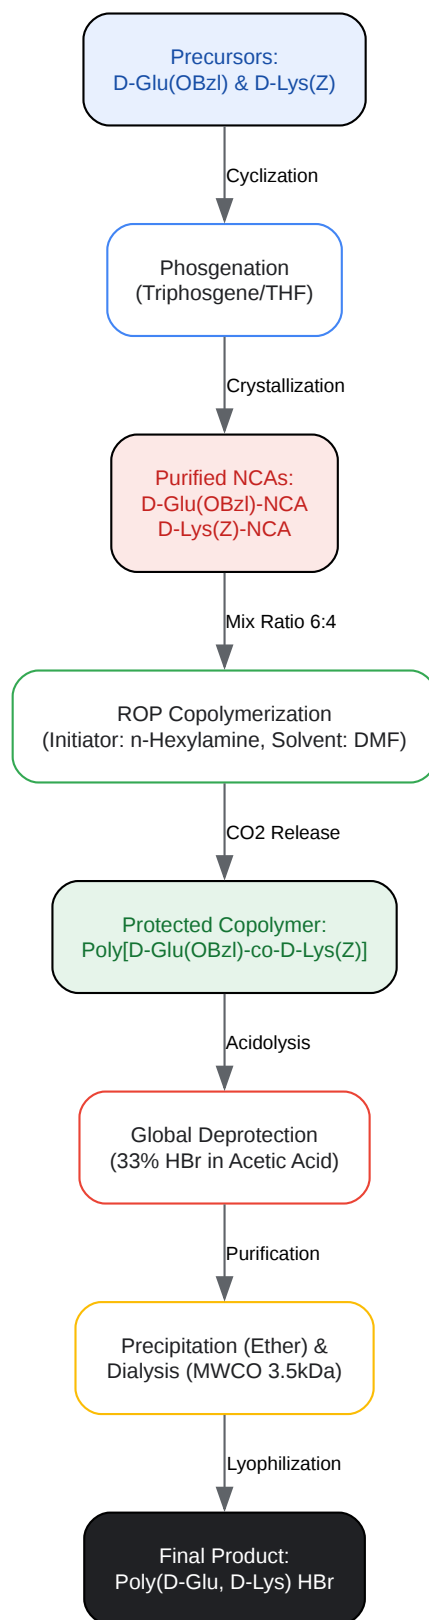 Precursors:
D-Glu(OBzl) & D-Lys(Z)
Cyclization
Phosgenation
(Triphosgene/THF)
Crystallization
Purified NCAs:
D-Glu(OBzl)-NCA
D-Lys(Z)-NCA
Mix Ratio 6:4
ROP Copolymerization
(Initiator: n-Hexylamine, Solvent: DMF)
CO2 Release
Protected Copolymer:
Poly[D-Glu(OBzl)-co-D-Lys(Z)]
Acidolysis
Global Deprotection
(33% HBr in Acetic Acid)
Purification
Precipitation (Ether) &
Dialysis (MWCO 3.5kDa)
Lyophilization
Final Product:
Poly(D-Glu, D-Lys) HBr